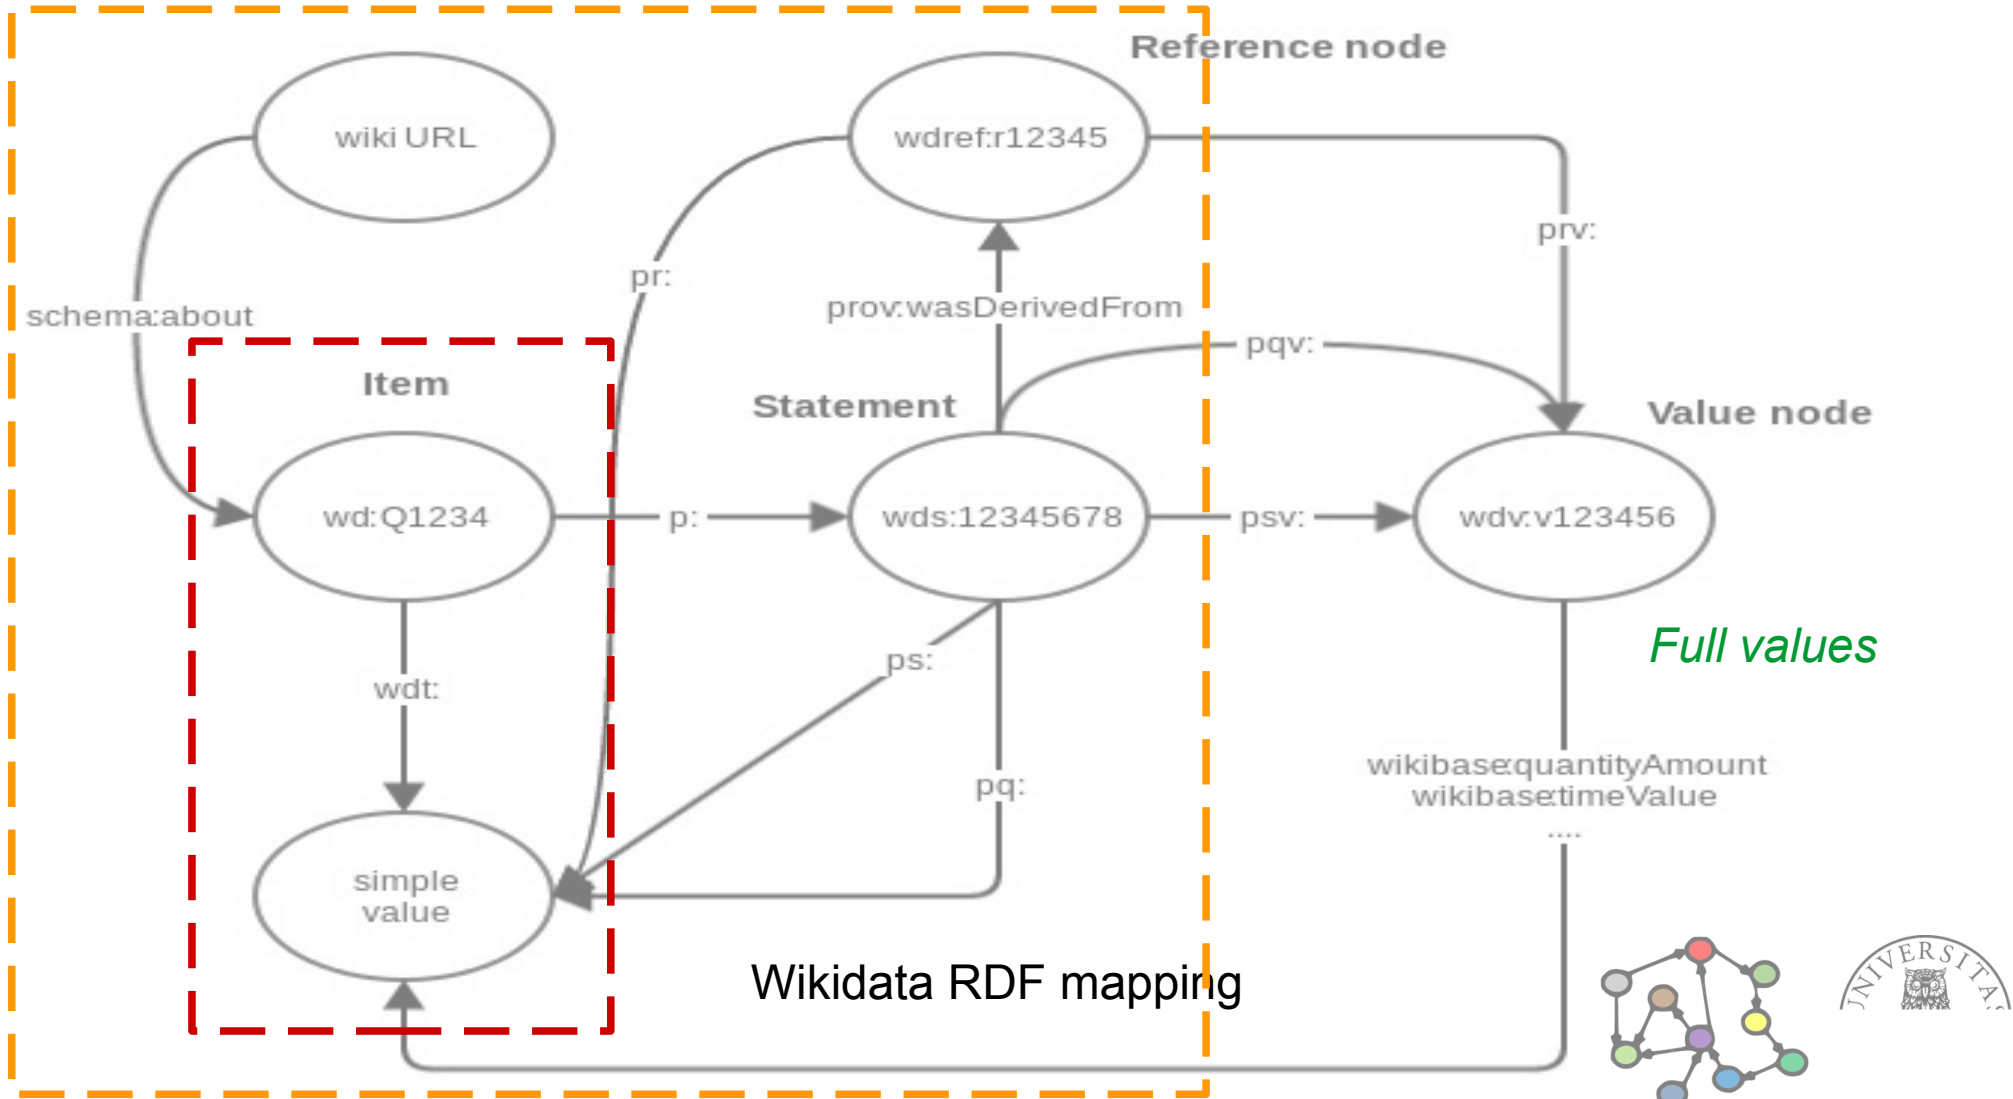 Reference node
wiki URL
wdref:r12345
prv:
pr:
prov:wasDerivedFrom
schema:about
pqv:
Item
Statement
Value node
wd:Q1234
p:
wds:12345678
psv:
wdv:v123456
Full values
ps:
wdt:
wikibase:quantityAmount
wikibase:timeValue
....
pq:
simple
value
Wikidata RDF mapping
UNIVERSITAS